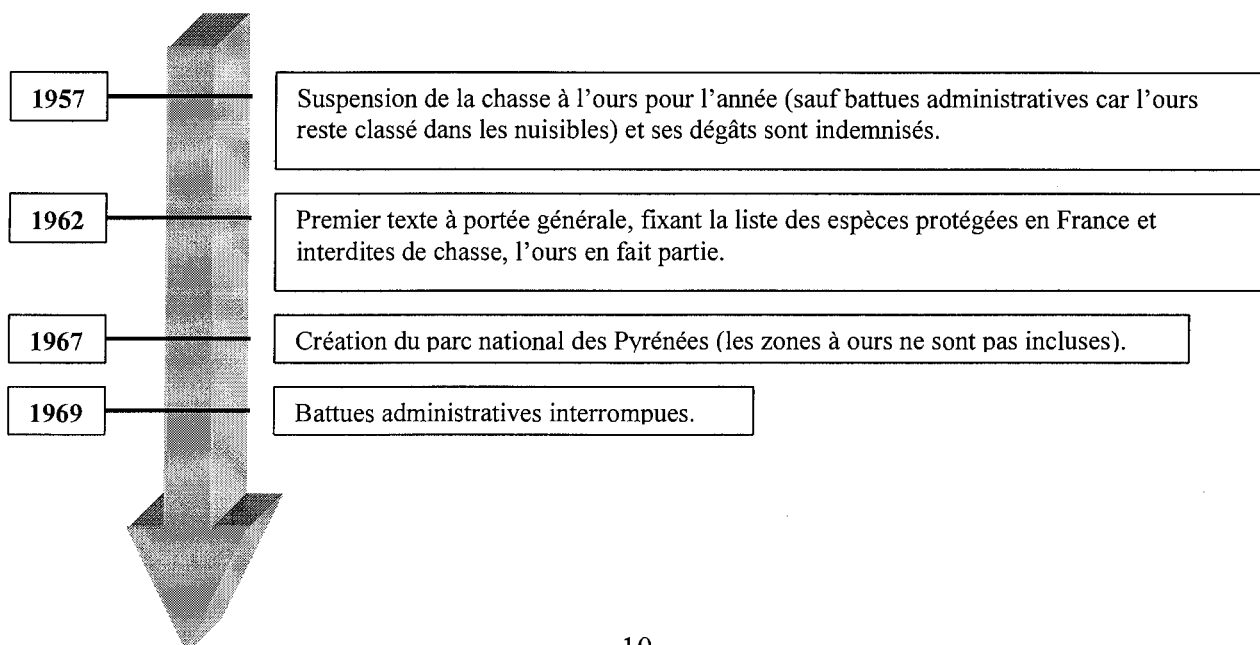 1957
Suspension de la chasse à l'ours pour l'année (sauf battues administratives car l'ours
reste classé dans les nuisibles) et ses dégâts sont indemnisés.
1962
Premier texte à portée générale, fixant la liste des espèces protégées en France et
interdites de chasse, l'ours en fait partie.
1967
Création du parc national des Pyrénées (les zones à ours ne sont pas incluses).
1969
Battues administratives interrompues.
10